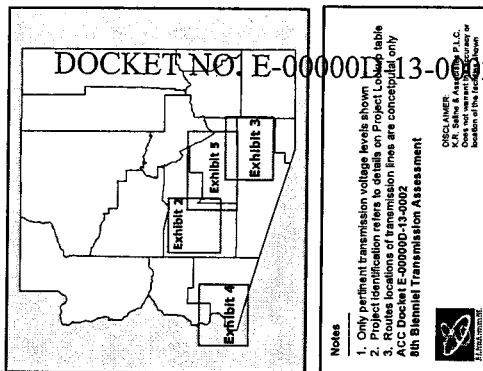 DOCKET NO. E-00000D-13-0002
Exhibit 2
Exhibit 5
Exhibit 3
Exhibit 4
Notes
1. Only pertinent transmission voltage levels shown
2. Project identification refers to details on Project Lookup table
3. Routes locations of transmission lines are conceptual only
ACC Docket E-00000D-13-0002
8th Biennial Transmission Assessment
DISCLAIMER:
K.R. Saline & Associates P.L.C.
Does not warrant the accuracy or
location of the facilities shown